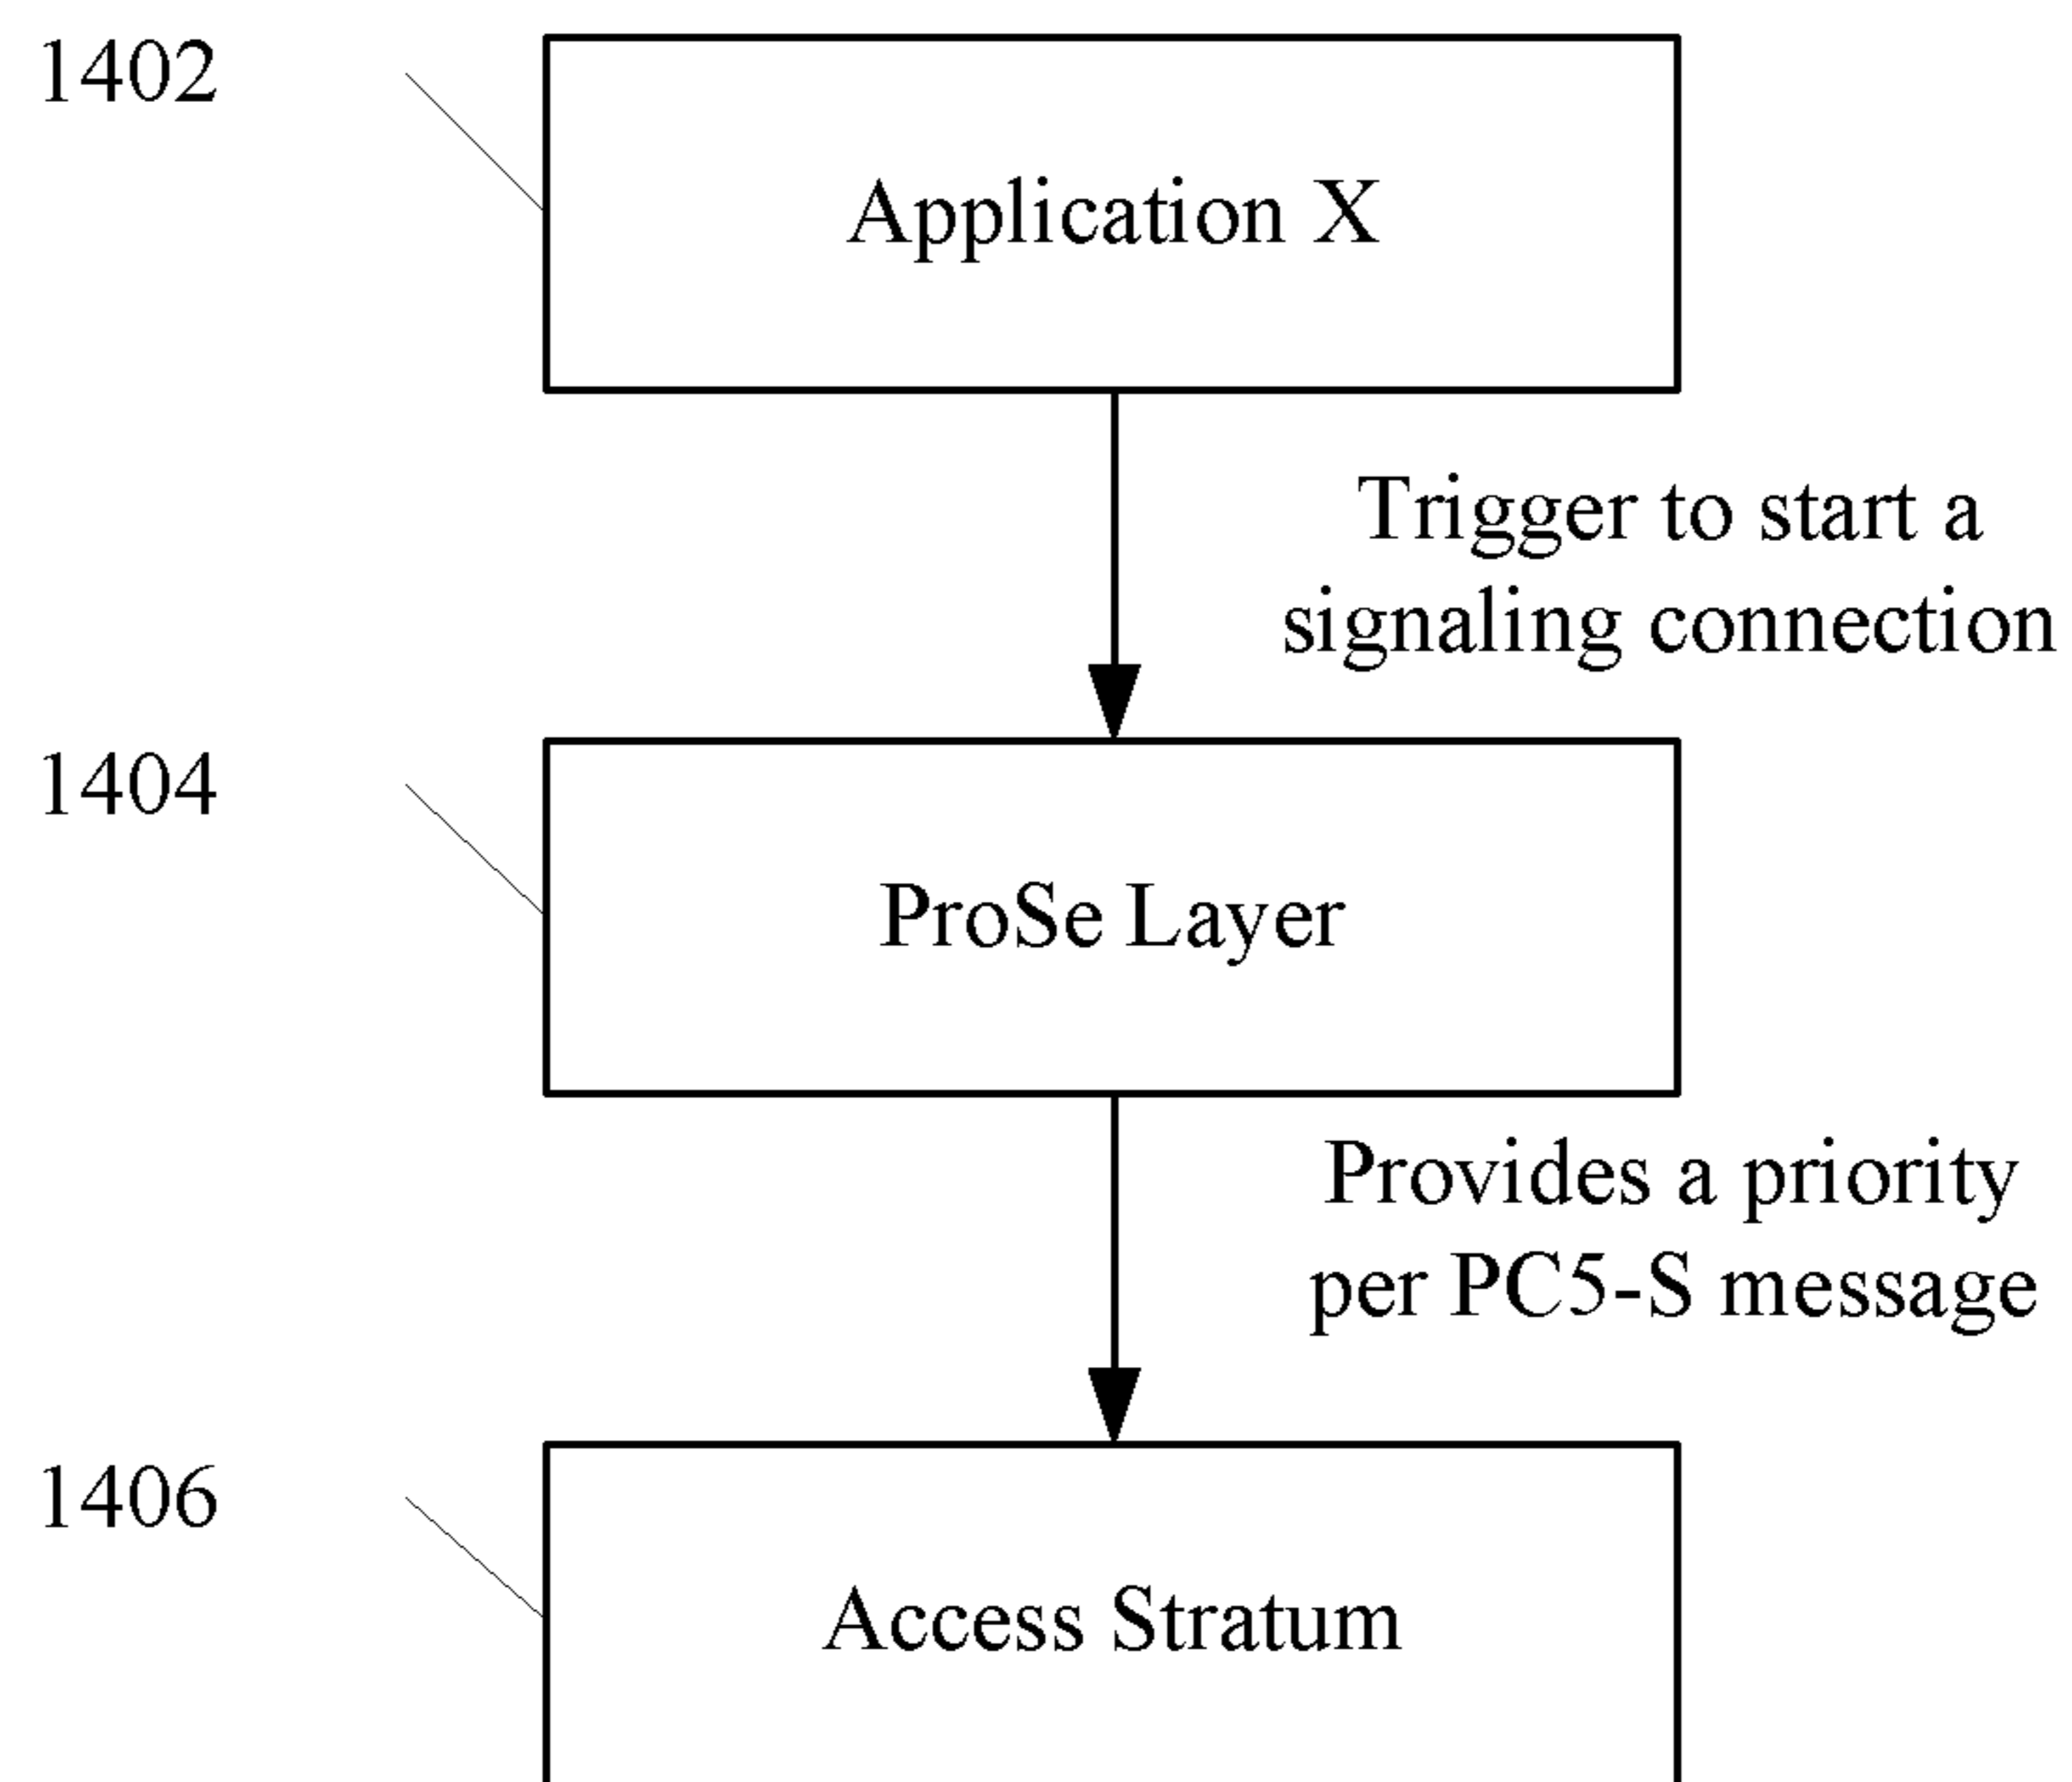 1402
Application X
Trigger to start a
signaling connection
1404
ProSe Layer
Provides a priority
per PC5-S message
1406
Access Stratum